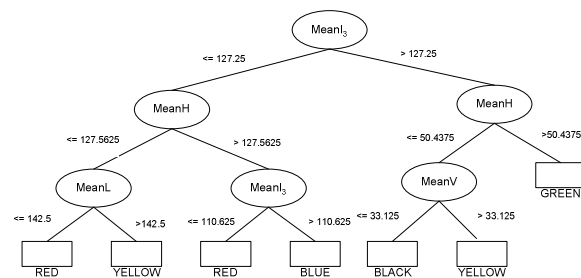 MeanI₃
<= 127.25
> 127.25
MeanH
MeanH
<= 127.5625
> 127.5625
<= 50.4375
>50.4375
MeanL
MeanI₃
MeanV
GREEN
<= 142.5
>142.5
<= 110.625
> 110.625
<= 33.125
> 33.125
RED
YELLOW
RED
BLUE
BLACK
YELLOW